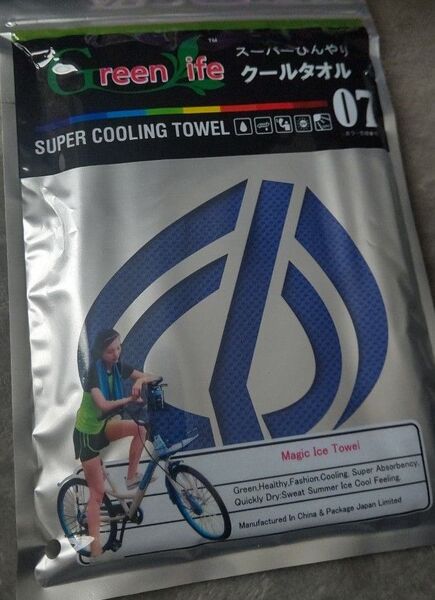 Green Life™
スーパーひんやり
クールタオル
SUPER COOLING TOWEL
07
Magic Ice Towel
Green,Healthy,Fashion,Cooling, Super Absorbency,
Quickly Dry:Sweat Summer Ice Cool Feeling.
Manufactured In China & Package Japan Limited